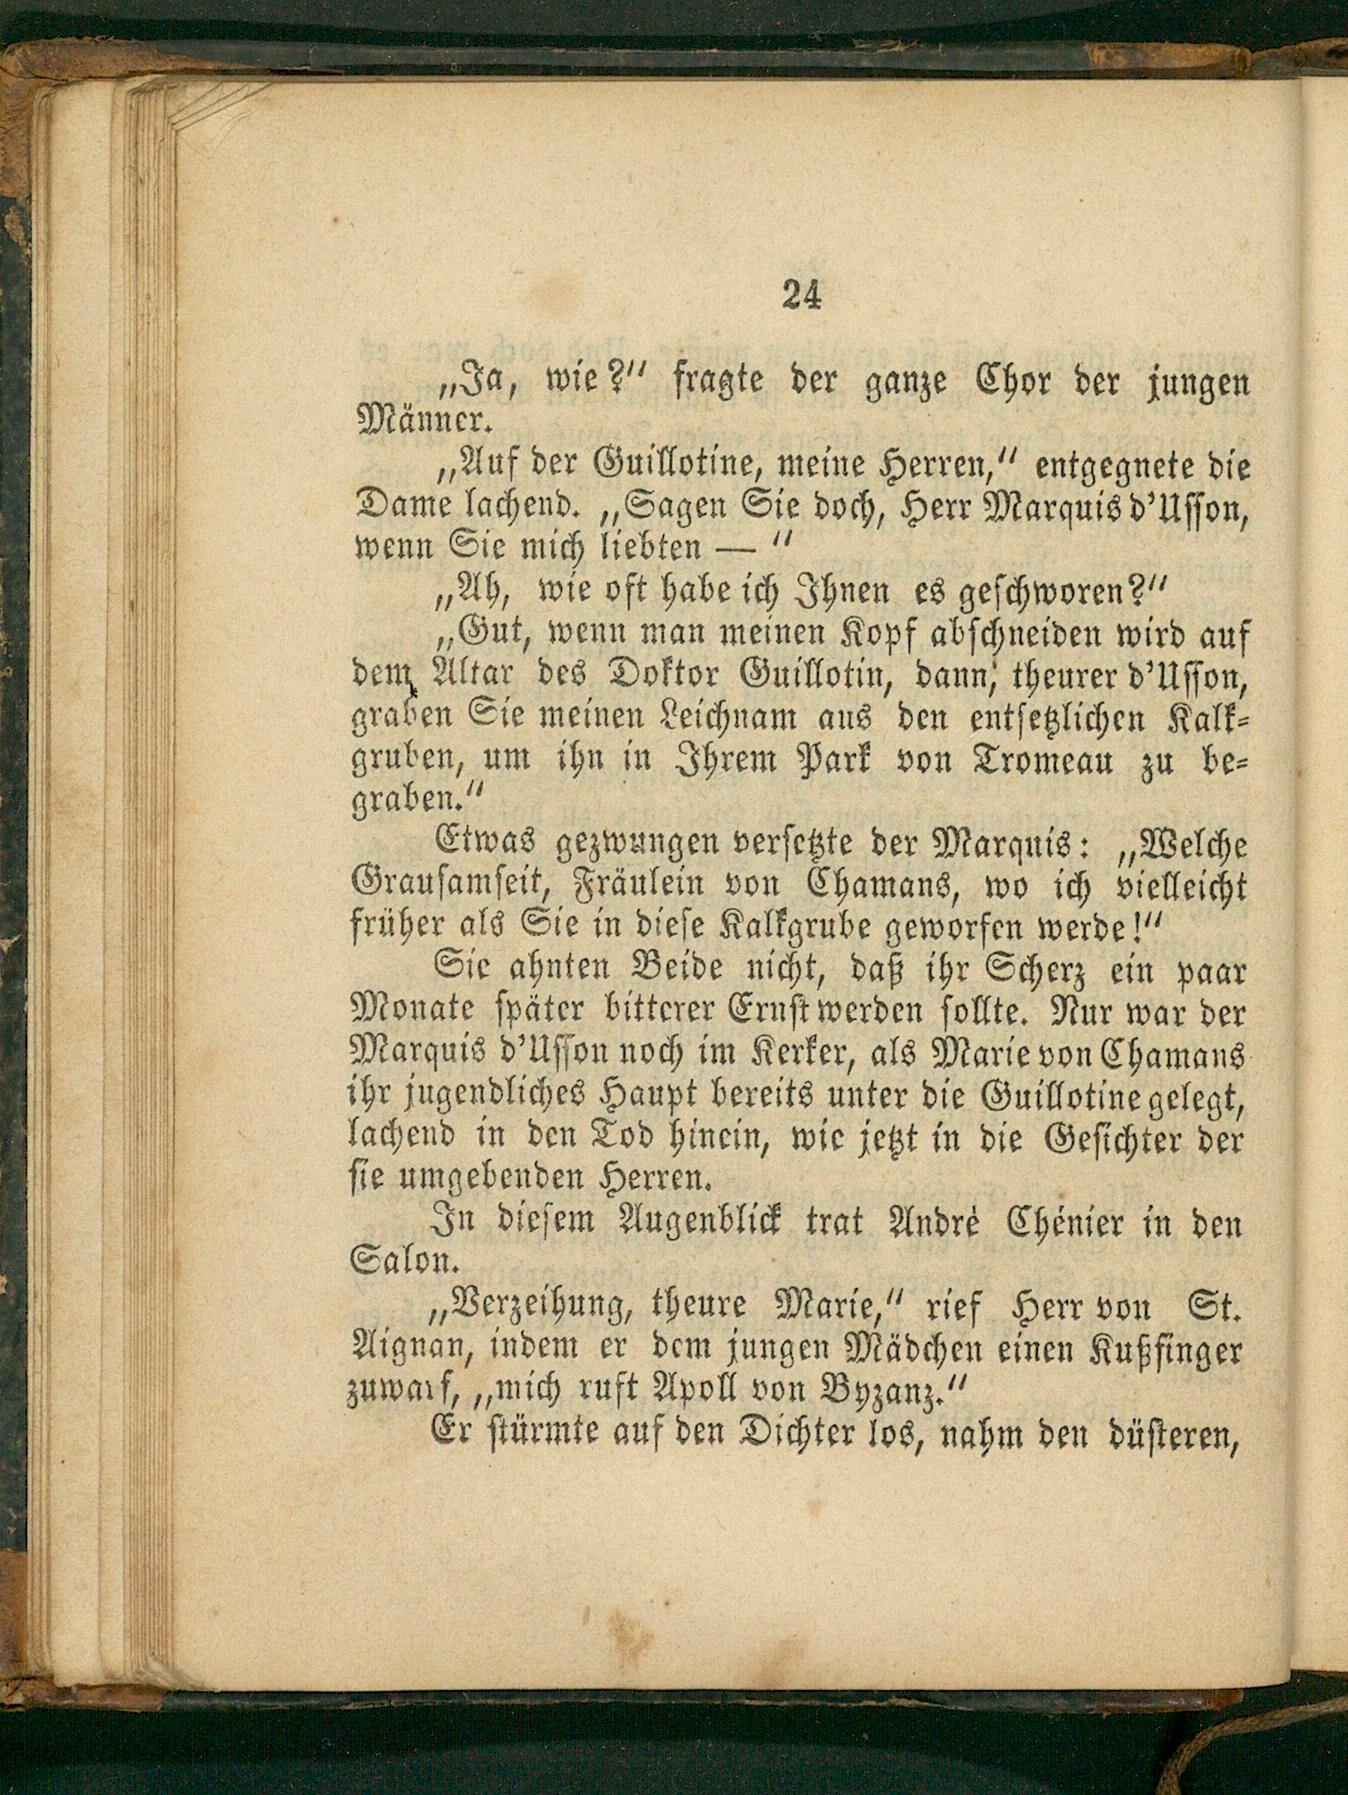 24
„Ja, wie?“ fragte der ganze Chor der jungen
Männer.
„Auf der Guillotine, meine Herren,“ entgegnete die
Dame lachend. „Sagen Sie doch, Herr Marquis d'Usson,
wenn Sie mich liebten — “
„Ah, wie oft habe ich Ihnen es geschworen?“
„Gut, wenn man meinen Kopf abschneiden wird auf
dem Altar des Doktor Guillotin, dann, theurer d'Usson,
graben Sie meinen Leichnam aus den entsetzlichen Kalk-
gruben, um ihn in Ihrem Park von Tromeau zu be-
graben.“
Etwas gezwungen versetzte der Marquis: „Welche
Grausamseit, Fräulein von Chamans, wo ich vielleicht
früher als Sie in diese Kalkgrube geworfen werde!“
Sie ahnten Beide nicht, daß ihr Scherz ein paar
Monate später bitterer Ernst werden sollte. Nur war der
Marquis d'Usson noch im Kerker, als Marie von Chamans
ihr jugendliches Haupt bereits unter die Guillotine gelegt,
lachend in den Tod hinein, wie jetzt in die Gesichter der
sie umgebenden Herren.
In diesem Augenblick trat André Chénier in den
Salon.
„Verzeihung, theure Marie,“ rief Herr von St.
Aignan, indem er dem jungen Mädchen einen Kußfinger
zuwarf, „mich ruft Apoll von Byzanz.“
Er stürmte auf den Dichter los, nahm den düsteren,